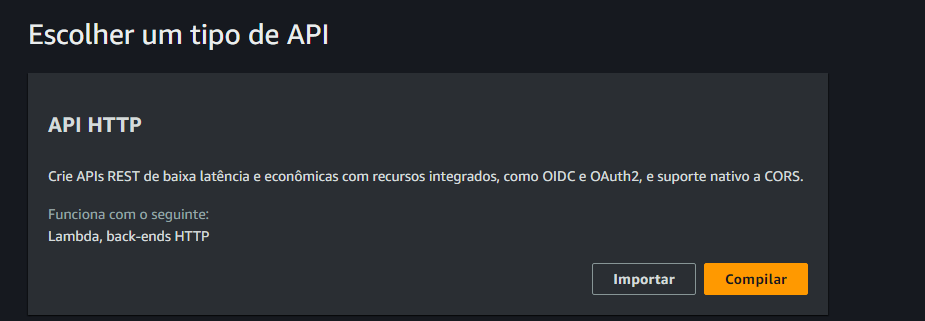 Escolher um tipo de API
API HTTP
Crie APIs REST de baixa latência e econômicas com recursos integrados, como OIDC e OAuth2, e suporte nativo a CORS.
Funciona com o seguinte:
Lambda, back-ends HTTP
Importar
Compilar